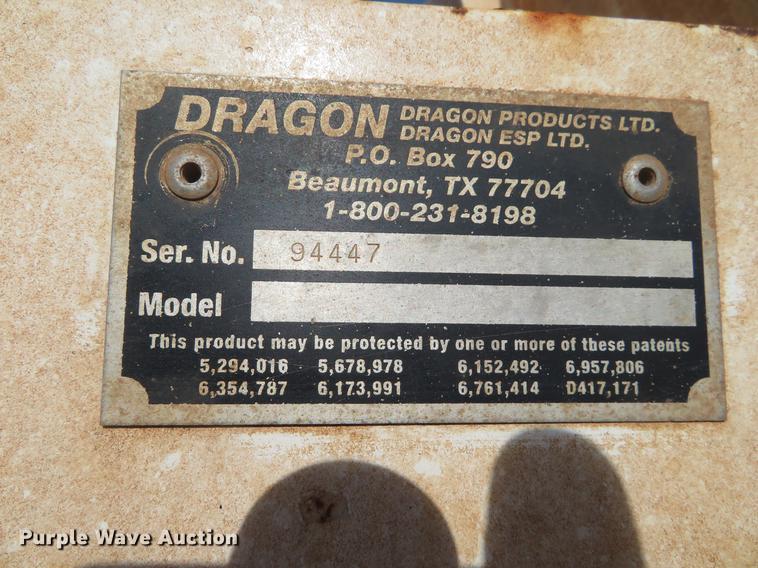 DRAGON DRAGON PRODUCTS LTD.
DRAGON ESP LTD.
P.O. Box 790
Beaumont, TX 77704
1-800-231-8198
Ser. No. 94447
Model
This product may be protected by one or more of these patents
5,294,016 5,678,978 6,152,492 6,957,806
6,354,787 6,173,991 6,761,414 D417,171
Purple Wave Auction